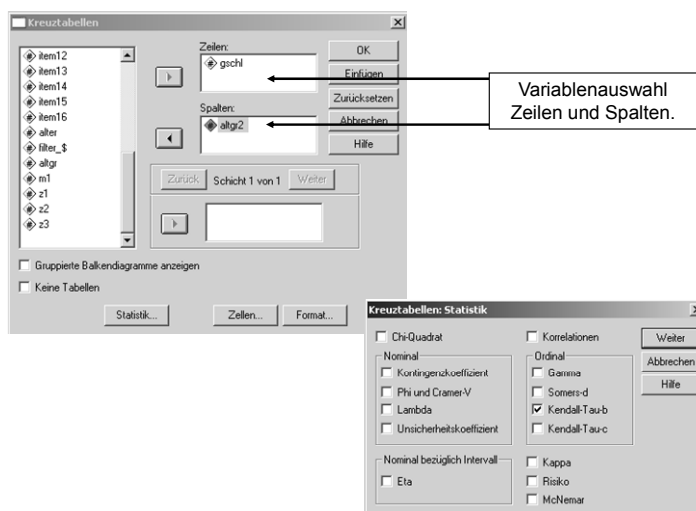 Kreuztabellen
item12
item13
item14
item15
item16
alter
filter_$
altgr
m1
z1
z2
z3
Zeilen:
gschl
Spalten:
altgr2
OK
Einfügen
Zurücksetzen
Abbrechen
Hilfe
Variablenauswahl
Zeilen und Spalten.
Zurück Schicht 1 von 1 Weiter
Gruppierte Balkendiagramme anzeigen
Keine Tabellen
Statistik... Zellen... Format...
Kreuztabellen: Statistik
Chi-Quadrat
Korrelationen
Weiter
Abbrechen
Hilfe
Nominal
Kontingenzkoeffizient
Phi und Cramer-V
Lambda
Unsicherheitskoeffizient
Ordinal
Gamma
Somers-d
Kendall-Tau-b
Kendall-Tau-c
Nominal bezüglich Intervall
Eta
Kappa
Risiko
McNemar